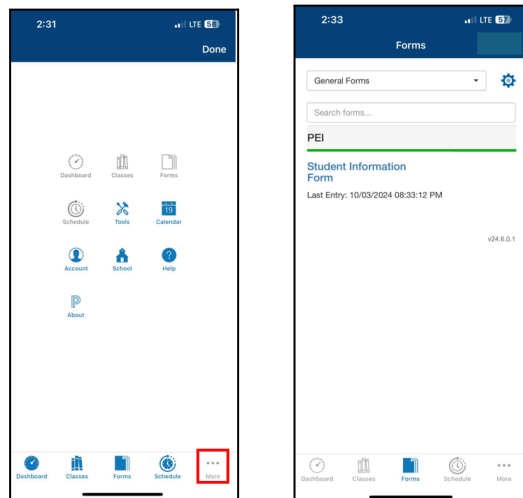 2:31
LTE 68
Done
Dashboard
Classes
Forms
Schedule
Tools
19
Calendar
Account
School
?
Help
P
About
Dashboard
Classes
Forms
Schedule
More
2:33
LTE 67
Forms
General Forms
Search forms...
PEI
Student Information
Form
Last Entry: 10/03/2024 08:33:12 PM
v24.6.0.1
Dashboard
Classes
Forms
Schedule
More